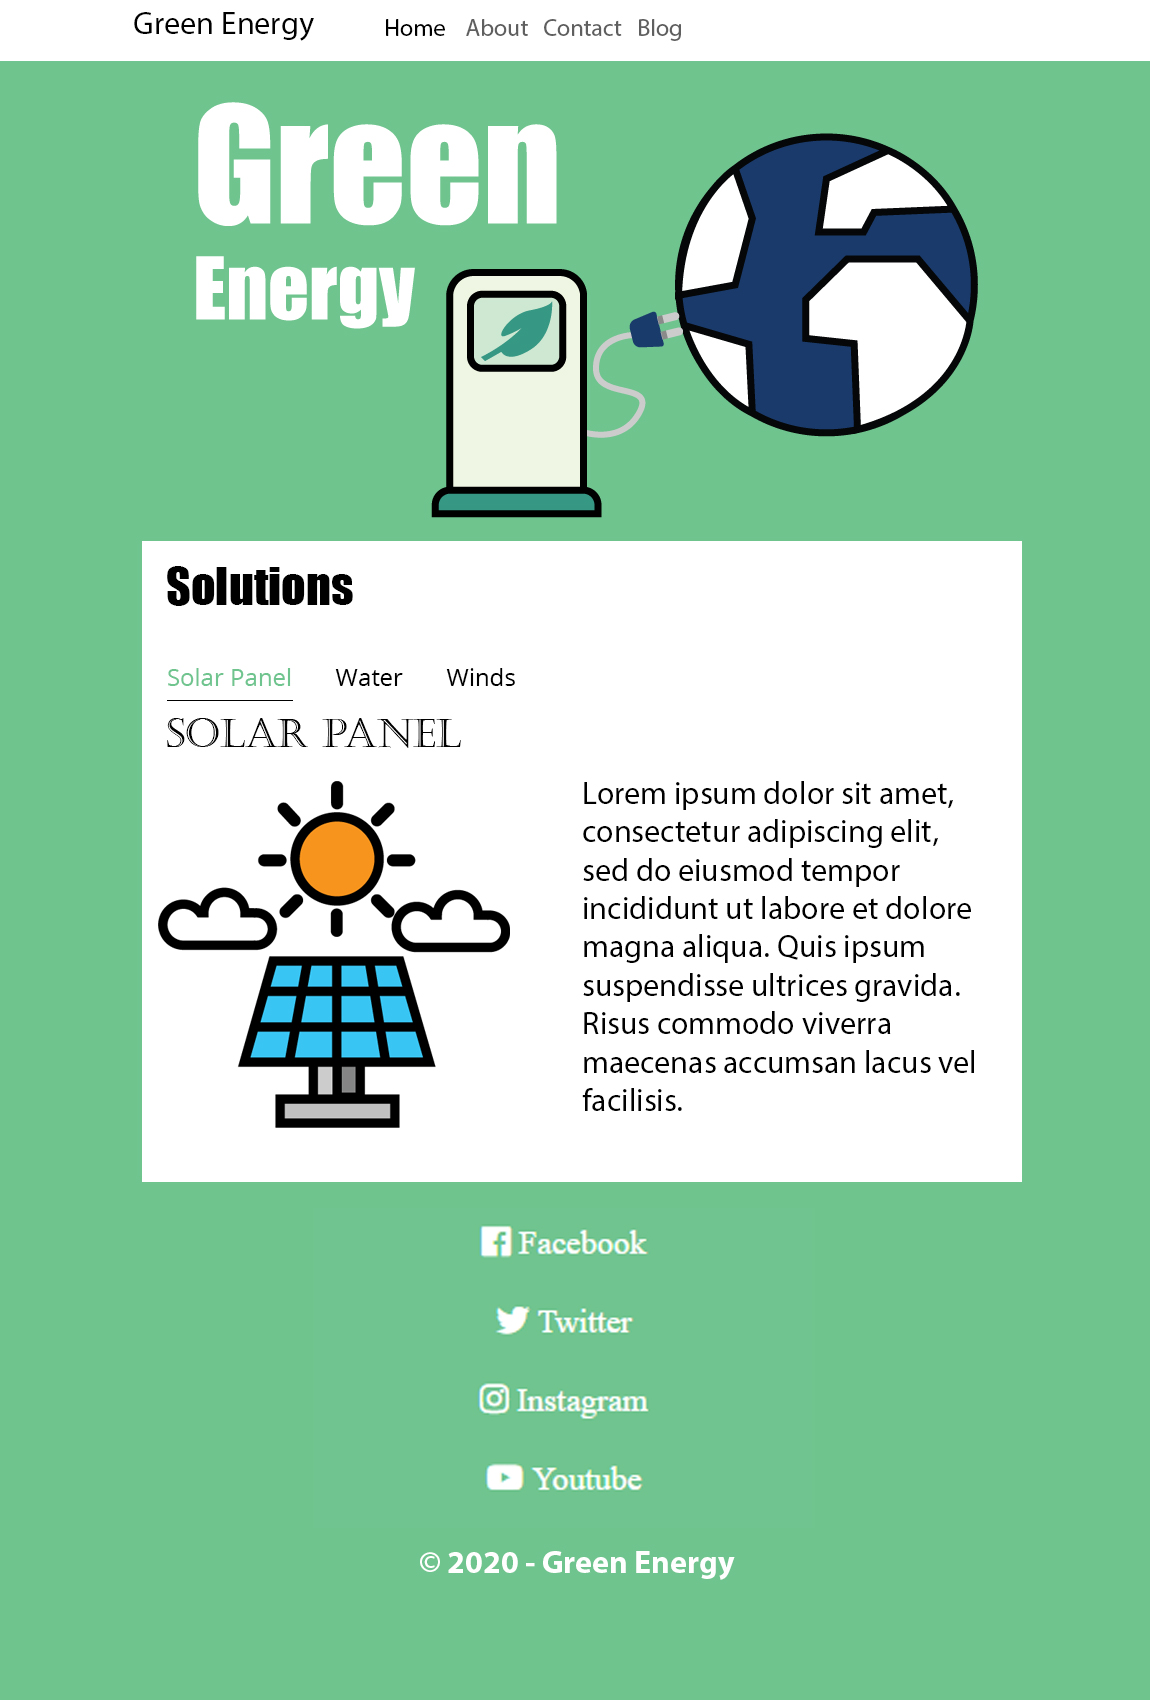 Green Energy
Home About Contact Blog
Green
Energy
Solutions
Solar Panel Water Winds
SOLAR PANEL
Lorem ipsum dolor sit amet,
consectetur adipiscing elit,
sed do eiusmod tempor
incididunt ut labore et dolore
magna aliqua. Quis ipsum
suspendisse ultrices gravida.
Risus commodo viverra
maecenas accumsan lacus vel
facilisis.
Facebook
Twitter
Instagram
Youtube
© 2020 - Green Energy